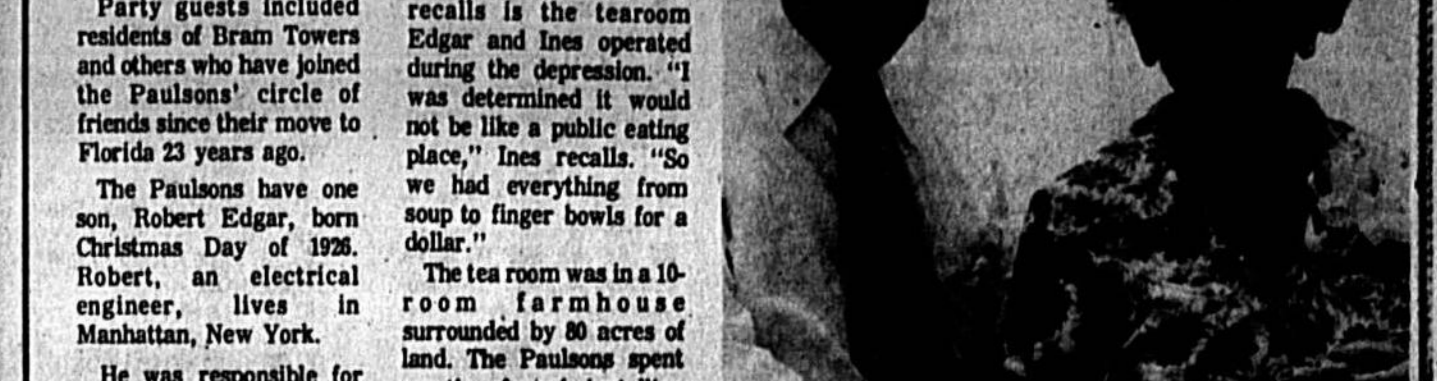 Party guests included
residents of Bram Towers
and others who have joined
the Paulsons' circle of
friends since their move to
Florida 23 years ago.
The Paulsons have one
son, Robert Edgar, born
Christmas Day of 1926.
Robert, an electrical
engineer, lives in
Manhattan, New York.
He was responsible for
recalls is the tearoom
Edgar and Ines operated
during the depression. "I
was determined it would
not be like a public eating
place," Ines recalls. "So
we had everything from
soup to finger bowls for a
dollar."
The tea room was in a 10-
room farmhouse
surrounded by 80 acres of
land. The Paulsons spent